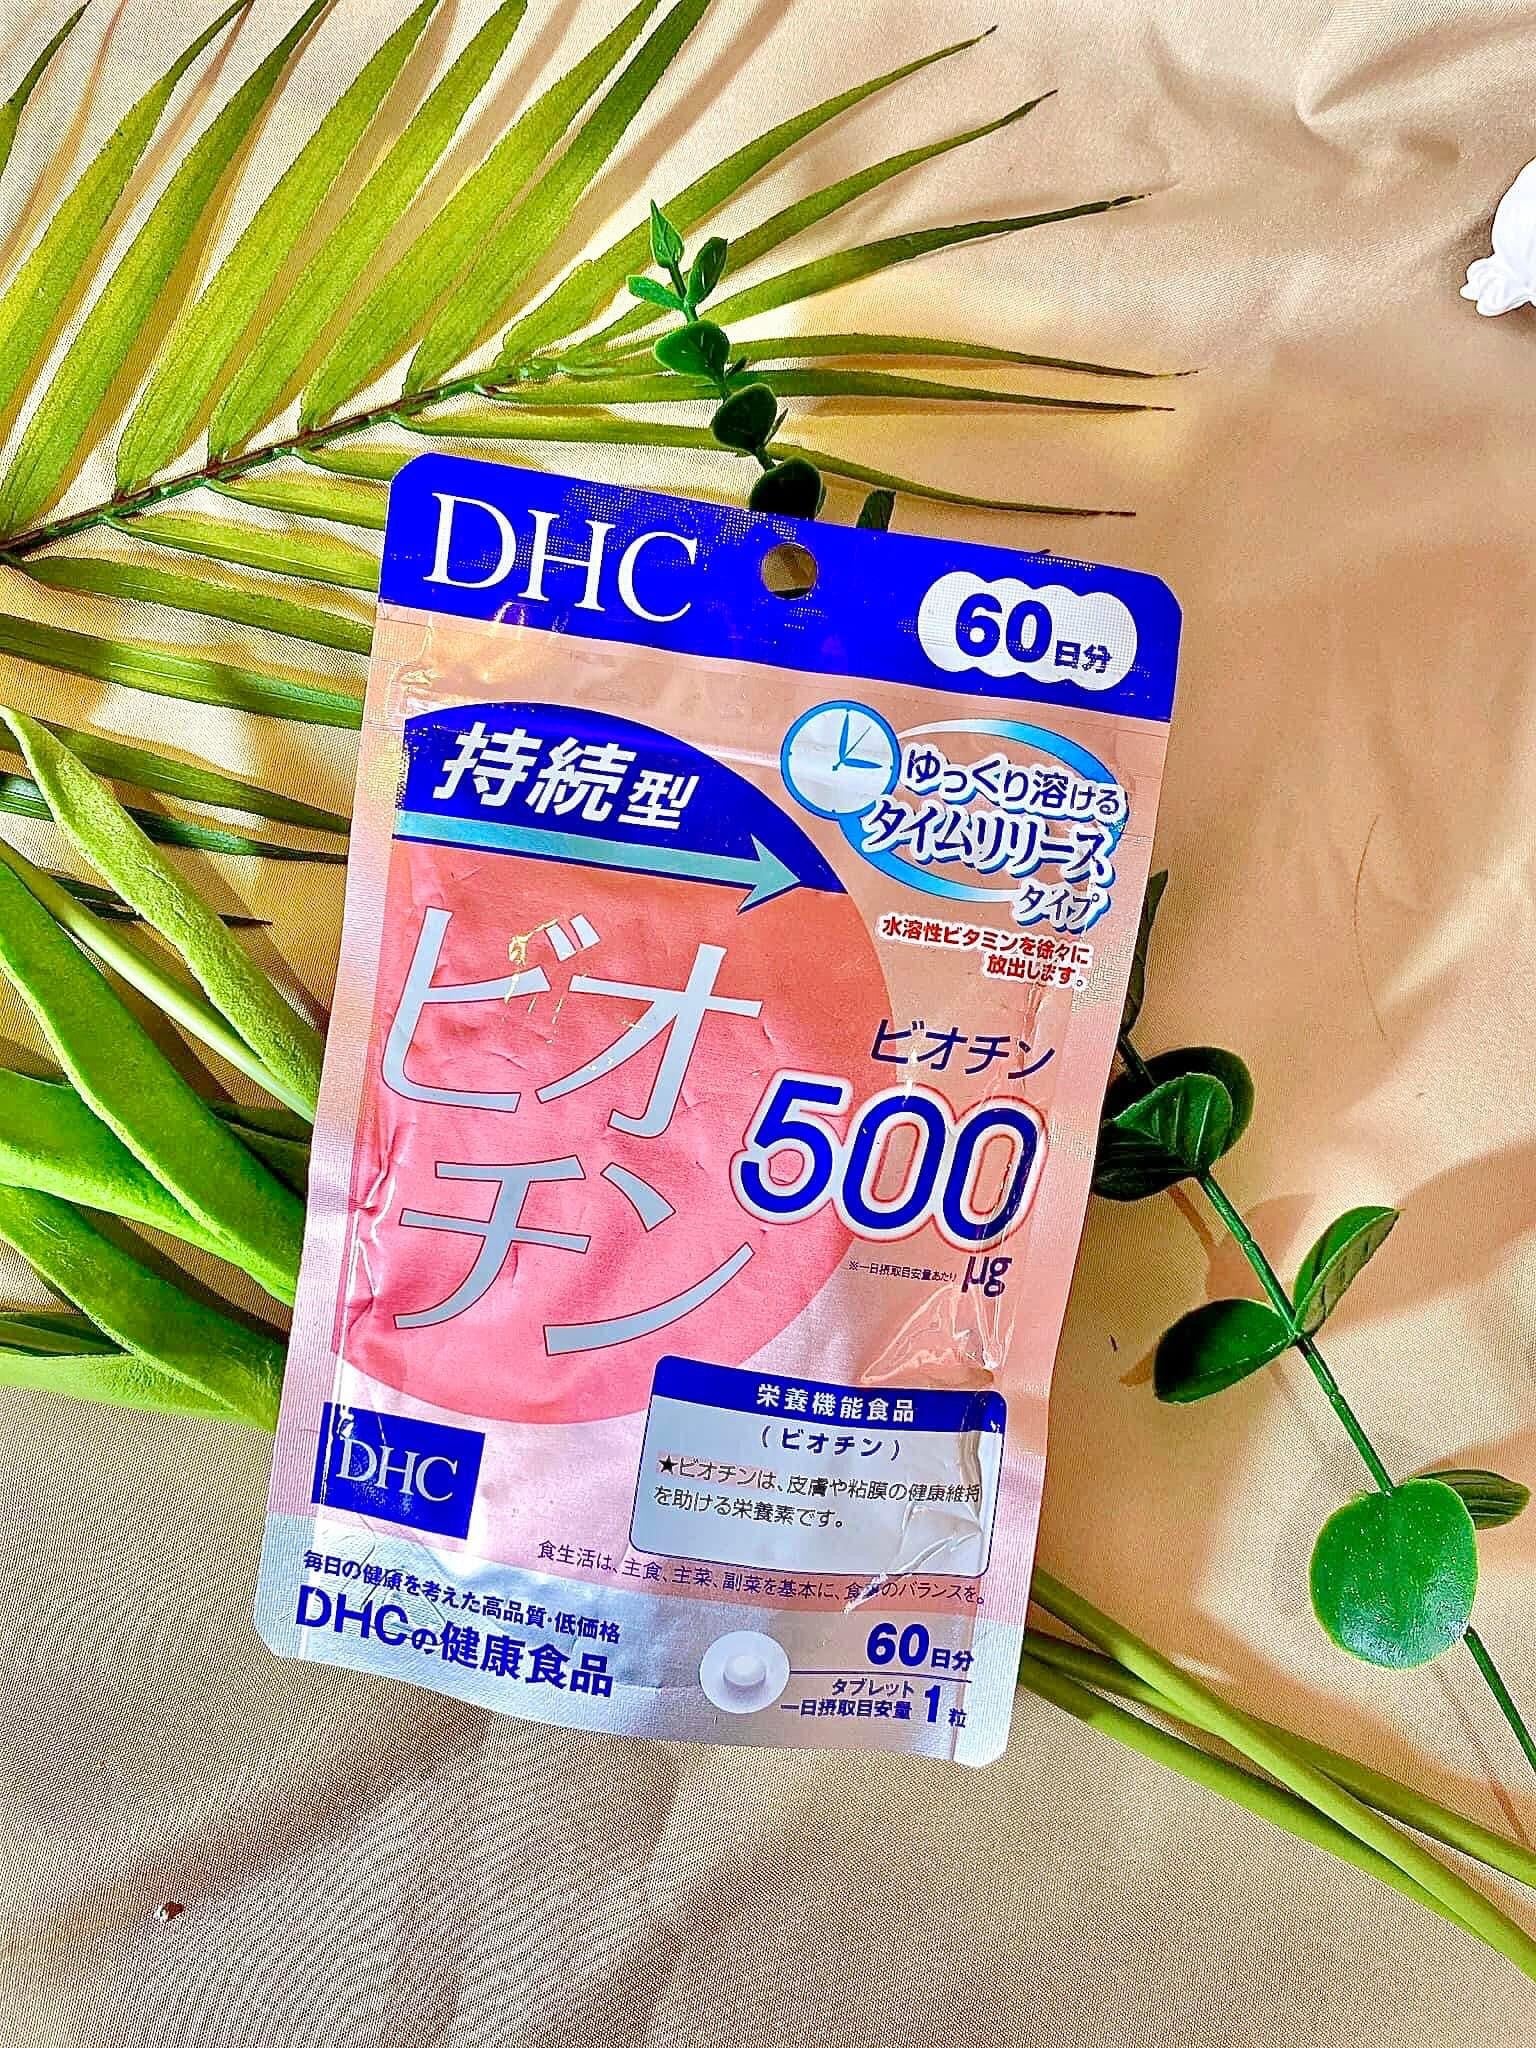 DHC
60日分
持続型
ゆっくり溶ける
タイムリリース
タイプ
水溶性ビタミンを徐々に
放出します。
ビオ
チン
ビオチン
500
※一日摂取目安量あたり μg
栄養機能食品
(ビオチン)
★ビオチンは、皮膚や粘膜の健康維持
を助ける栄養素です。
DHC
食生活は、主食、主菜、副菜を基本に、食事のバランスを。
毎日の健康を考えた高品質・低価格
DHCの健康食品
60日分
タブレット
一日摂取目安量 1粒